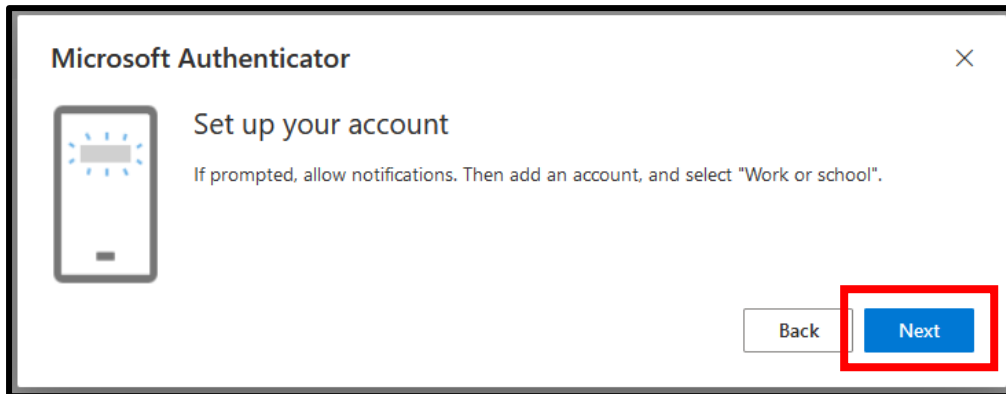 Microsoft Authenticator
Set up your account
If prompted, allow notifications. Then add an account, and select "Work or school".
Back
Next